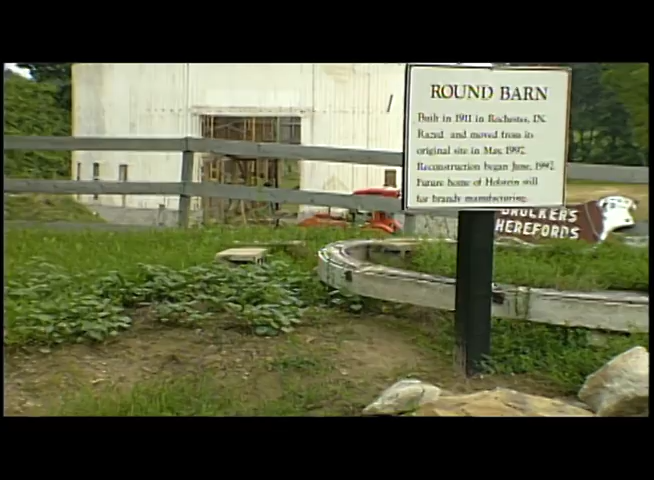 ROUND BARN
Built in 1911 in Rochester, IN.
Razed and moved from its
original site in May, 1992.
Reconstruction began June, 1992.
Future home of Holstein still
for brandy manufacturing.
BRUCKER'S
HEREFORDS